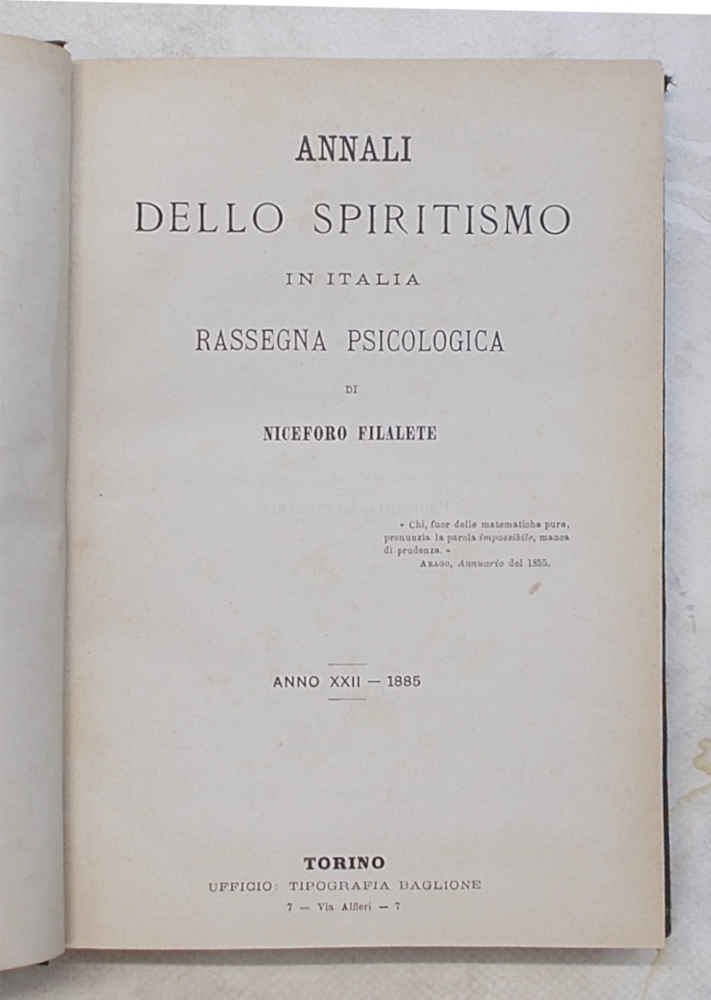 ANNALI
DELLO SPIRITISMO
IN ITALIA
RASSEGNA PSICOLOGICA
DI
NICEFORO FILALETE
« Chi, fuor delle matematiche pure,
pronunzia la parola impossibile, manca
di prudenza. »
ARAGO, Annuario del 1855.
ANNO XXII — 1885
TORINO
UFFICIO: TIPOGRAFIA BAGLIONE
7 — Via Alfieri — 7